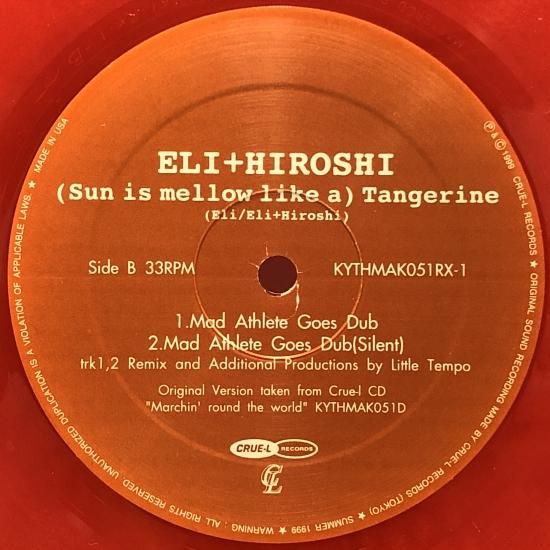 ELI+HIROSHI
(Sun is mellow like a) Tangerine
(Eli/Eli+Hiroshi)
Side B 33RPM
KYTHMAK051RX-1
1.Mad Athlete Goes Dub
2.Mad Athlete Goes Dub(Silent)
trk1,2 Remix and Additional Productions by Little Tempo
Original Version taken from Crue-l CD
"Marchin' round the world" KYTHMAK051D
CRUE-L RECORDS
CL
℗ & © 1999 CRUE-L RECORDS ★ ORIGINAL SOUND RECORDING MADE BY CRUE-L RECORDS (TOKYO) ★ SUMMER 1999 ★ WARNING : ALL RIGHTS RESERVED. UNAUTHORIZED DUPLICATION IS A VIOLATION OF APPLICABLE LAWS. ★ MADE IN USA